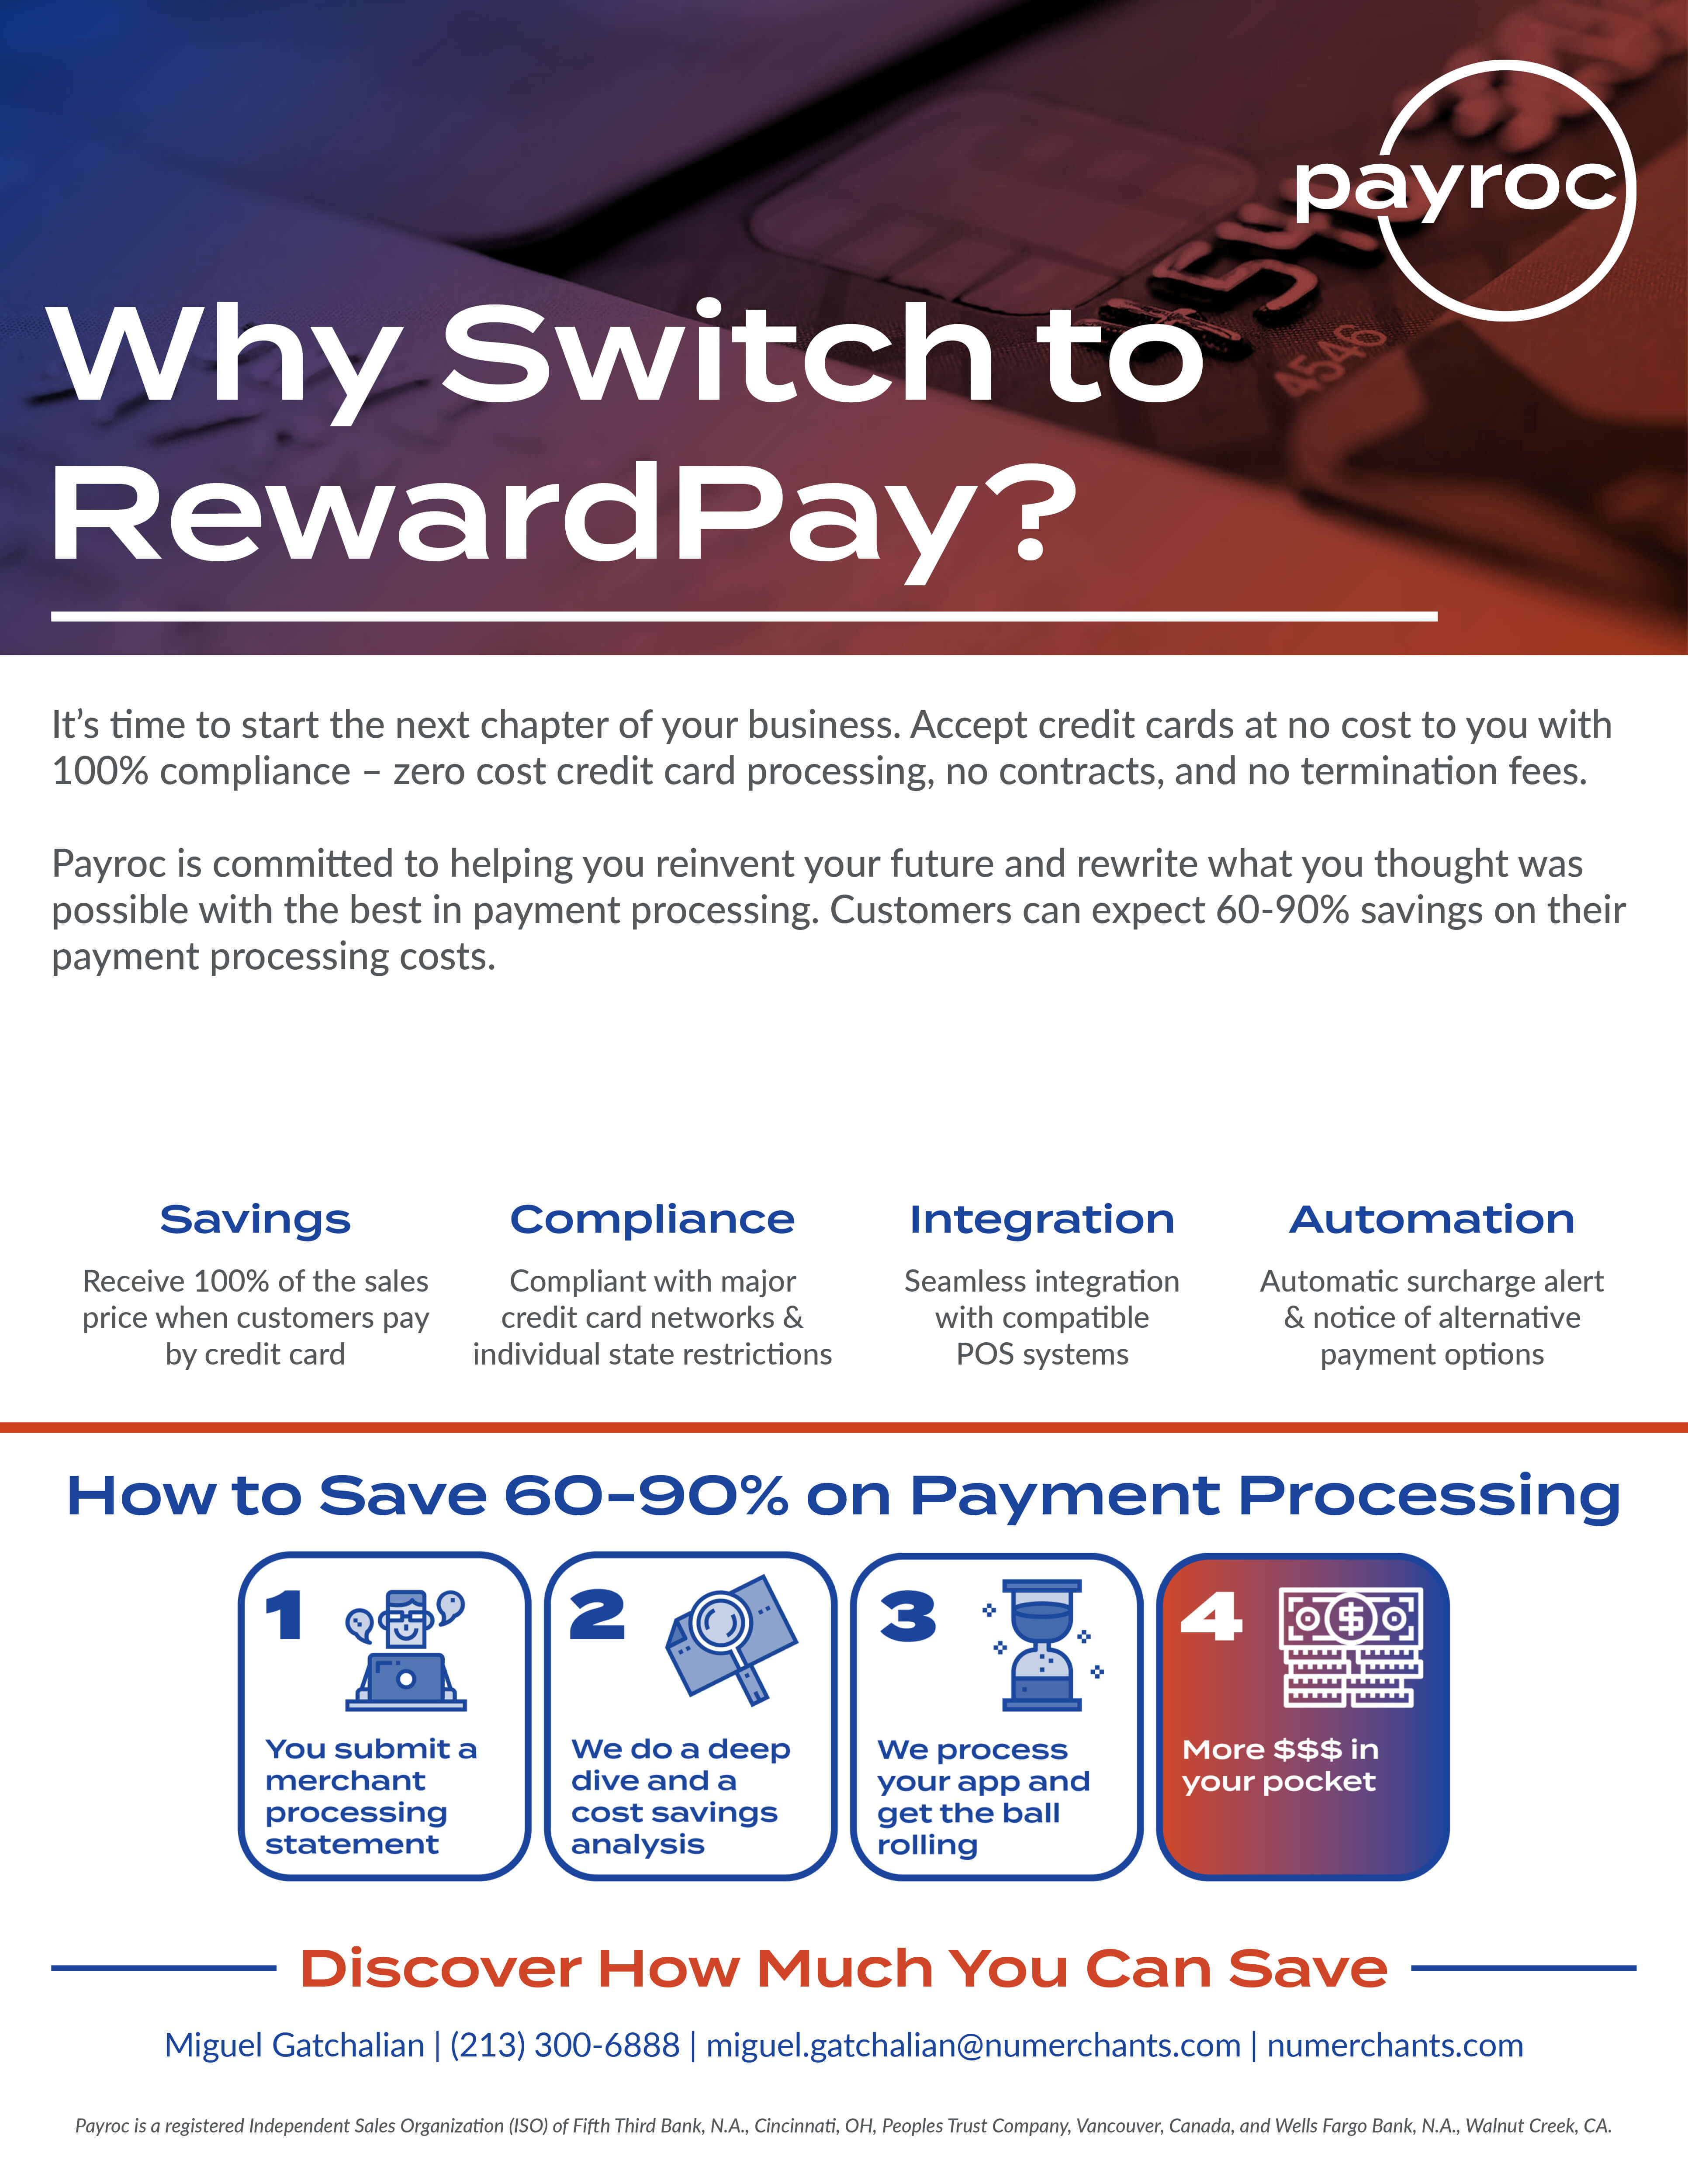 payroc
Why Switch to
RewardPay?
4546
It's time to start the next chapter of your business. Accept credit cards at no cost to you with
100% compliance – zero cost credit card processing, no contracts, and no termination fees.
Payroc is committed to helping you reinvent your future and rewrite what you thought was
possible with the best in payment processing. Customers can expect 60-90% savings on their
payment processing costs.
Savings
Receive 100% of the sales
price when customers pay
by credit card
Compliance
Compliant with major
credit card networks &
individual state restrictions
Integration
Seamless integration
with compatible
POS systems
Automation
Automatic surcharge alert
& notice of alternative
payment options
How to Save 60-90% on Payment Processing
1
You submit a
merchant
processing
statement
2
We do a deep
dive and a
cost savings
analysis
3
We process
your app and
get the ball
rolling
4
More $$$ in
your pocket
Discover How Much You Can Save
Miguel Gatchalian | (213) 300-6888 | miguel.gatchalian@numerchants.com | numerchants.com
Payroc is a registered Independent Sales Organization (ISO) of Fifth Third Bank, N.A., Cincinnati, OH, Peoples Trust Company, Vancouver, Canada, and Wells Fargo Bank, N.A., Walnut Creek, CA.